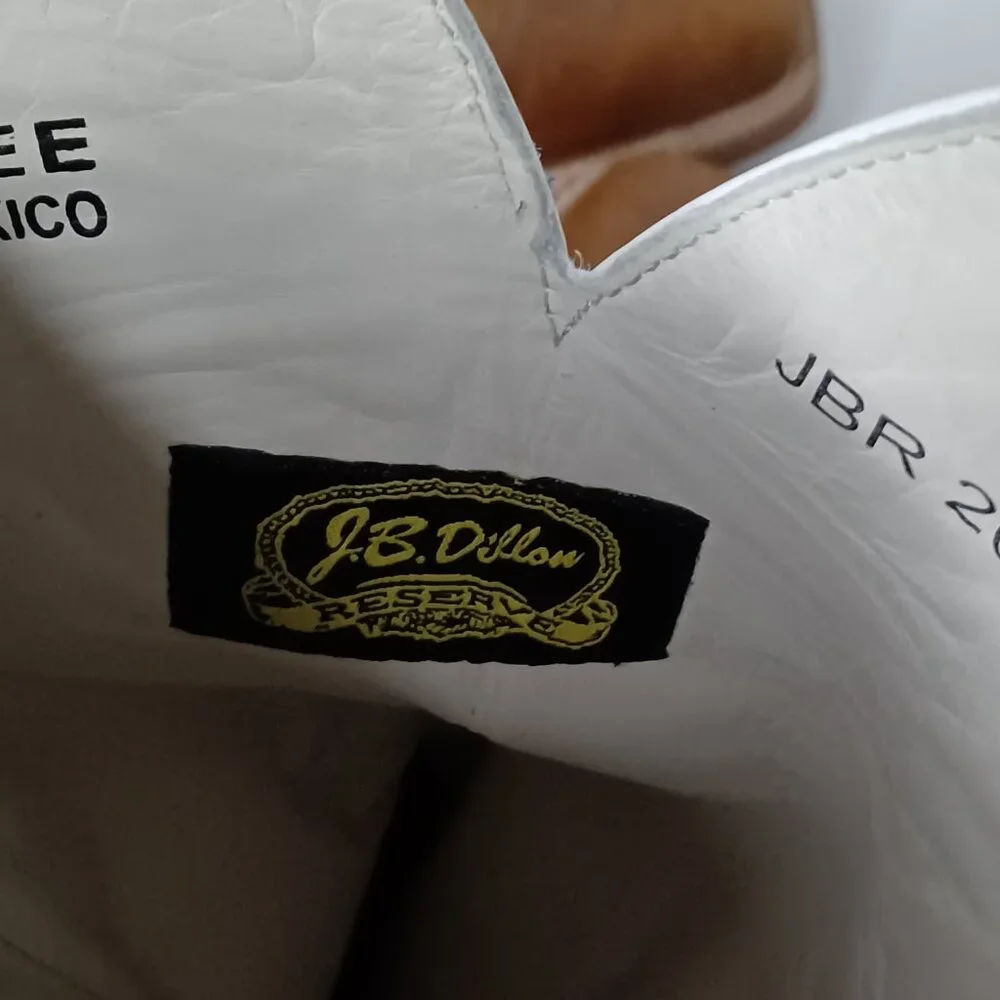 EE
XICO
J.B. Dillon
RESERVE
JBR 2